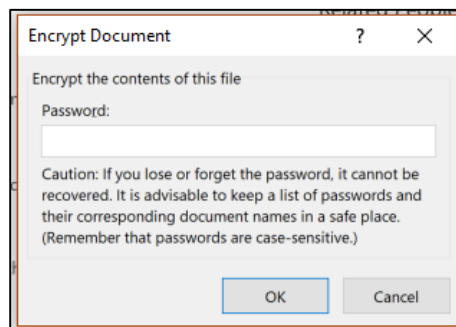 Related People
Encrypt Document ? X
Encrypt the contents of this file
Password:
Caution: If you lose or forget the password, it cannot be
recovered. It is advisable to keep a list of passwords and
their corresponding document names in a safe place.
(Remember that passwords are case-sensitive.)
OK Cancel